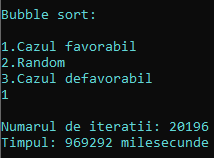 Bubble sort:
1.Cazul favorabil
2.Random
3.Cazul defavorabil
1
Numarul de iteratii: 20196
Timpul: 969292 milesecunde